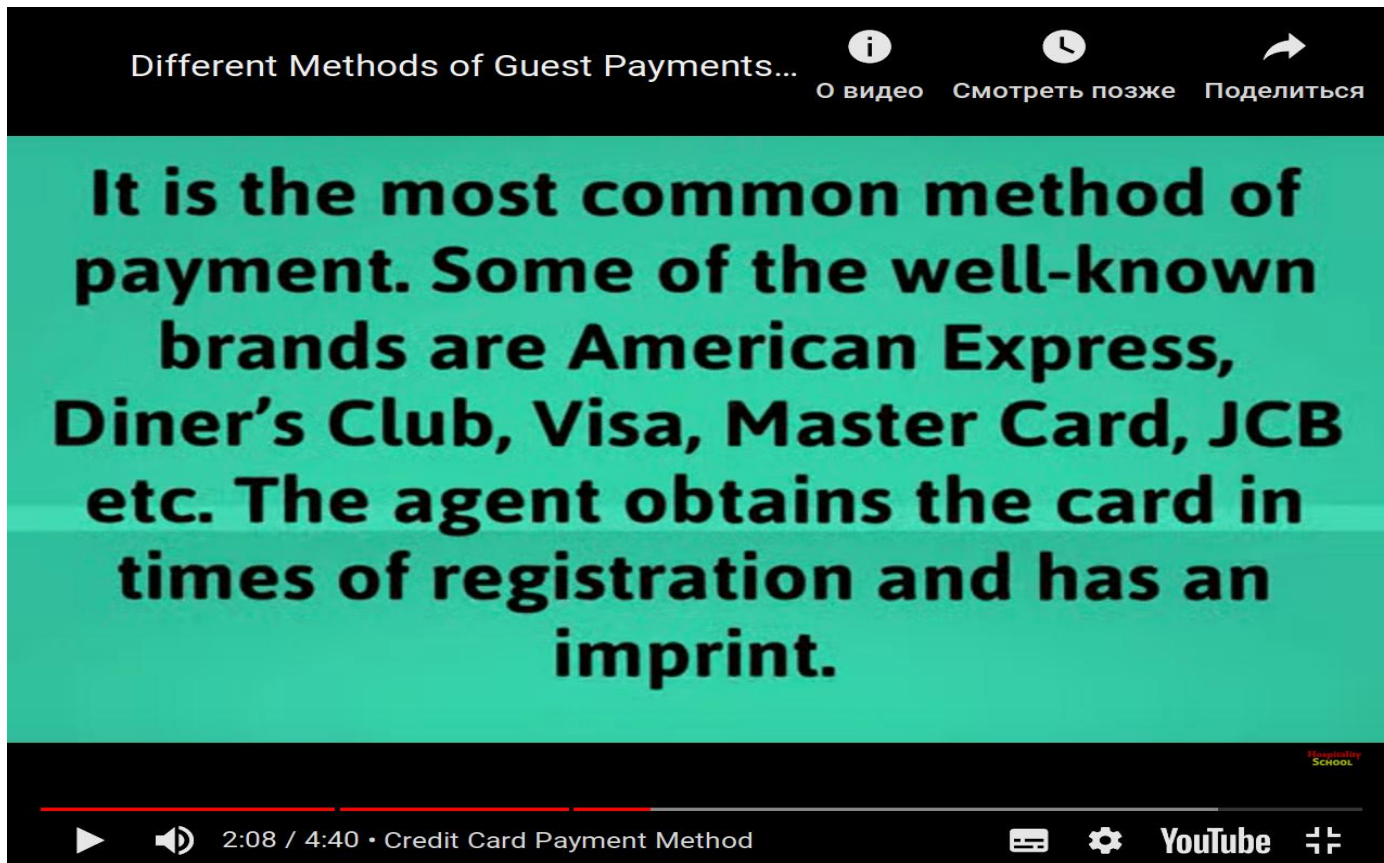 Different Methods of Guest Payments...
О видео Смотреть позже Поделиться
It is the most common method of
payment. Some of the well-known
brands are American Express,
Diner’s Club, Visa, Master Card, JCB
etc. The agent obtains the card in
times of registration and has an
imprint.
Hospitality
School
2:08 / 4:40 • Credit Card Payment Method YouTube